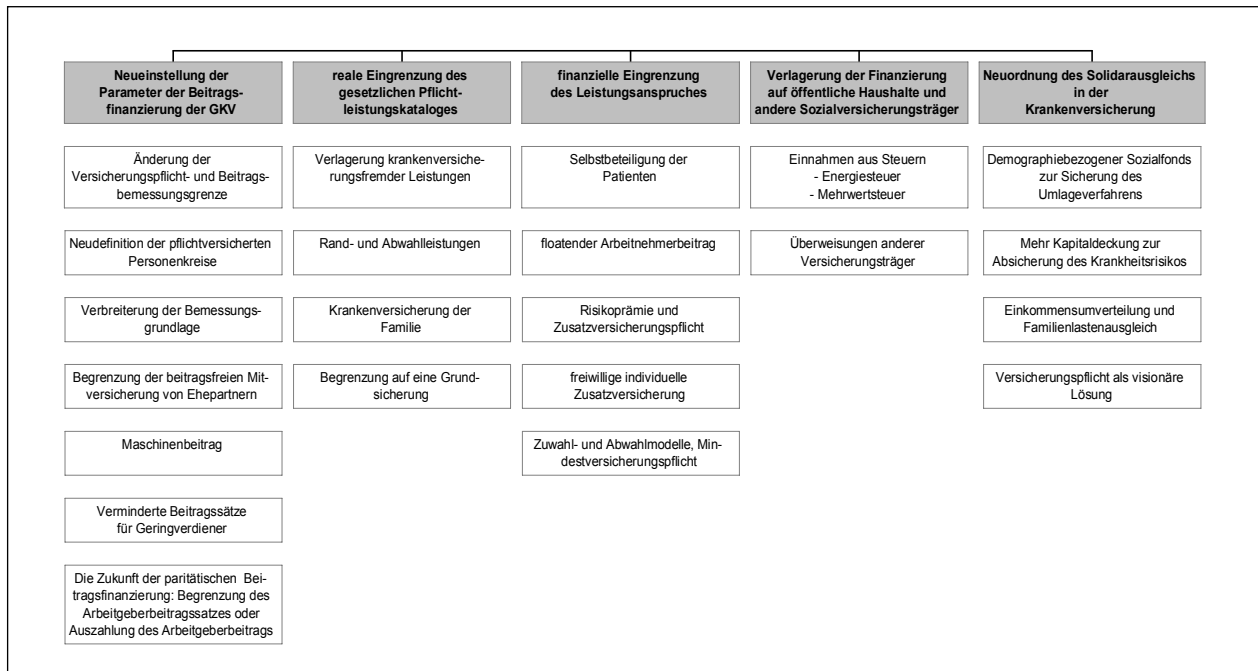 Neueinstellung der
Parameter der Beitrags-
finanzierung der GKV
Änderung der
Versicherungspflicht- und Beitrags-
bemessungsgrenze
Neudefinition der pflichtversicherten
Personenkreise
Verbreiterung der Bemessungs-
grundlage
Begrenzung der beitragsfreien Mit-
versicherung von Ehepartnern
Maschinenbeitrag
Verminderte Beitragssätze
für Geringverdiener
Die Zukunft der paritätischen Bei-
tragsfinanzierung: Begrenzung des
Arbeitgeberbeitragssatzes oder
Auszahlung des Arbeitgeberbeitrags
reale Eingrenzung des
gesetzlichen Pflicht-
leistungskataloges
Verlagerung krankenversiche-
rungsfremder Leistungen
Rand- und Abwahlleistungen
Krankenversicherung der
Familie
Begrenzung auf eine Grund-
sicherung
finanzielle Eingrenzung
des Leistungsanspruches
Selbstbeteiligung der
Patienten
floatender Arbeitnehmerbeitrag
Risikoprämie und
Zusatzversicherungspflicht
freiwillige individuelle
Zusatzversicherung
Zuwahl- und Abwahlmodelle, Min-
destversicherungspflicht
Verlagerung der Finanzierung
auf öffentliche Haushalte und
andere Sozialversicherungsträger
Einnahmen aus Steuern
- Energiesteuer
- Mehrwertsteuer
Überweisungen anderer
Versicherungsträger
Neuordnung des Solidarausgleichs
in der
Krankenversicherung
Demographiebezogener Sozialfonds
zur Sicherung des
Umlageverfahrens
Mehr Kapitaldeckung zur
Absicherung des Krankheitsrisikos
Einkommensumverteilung und
Familienlastenausgleich
Versicherungspflicht als visionäre
Lösung